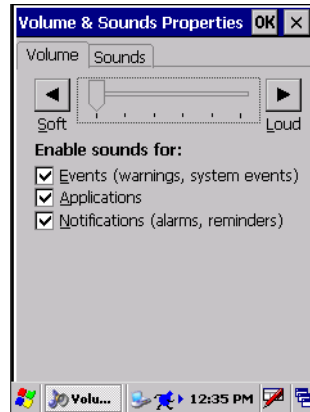 Volume & Sounds Properties OK ×
Volume Sounds
Soft Loud
Enable sounds for:
Events (warnings, system events)
Applications
Notifications (alarms, reminders)
Volu... 12:35 PM